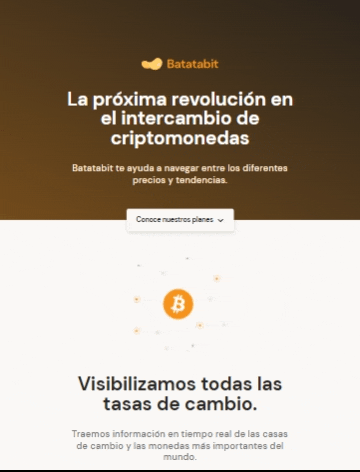 Batatabit
La próxima revolución en
el intercambio de
criptomonedas
Batatabit te ayuda a navegar entre los diferentes
precios y tendencias.
Conoce nuestros planes
Visibilizamos todas las
tasas de cambio.
Traemos información en tiempo real de las casas
de cambio y las monedas más importantes del
mundo.